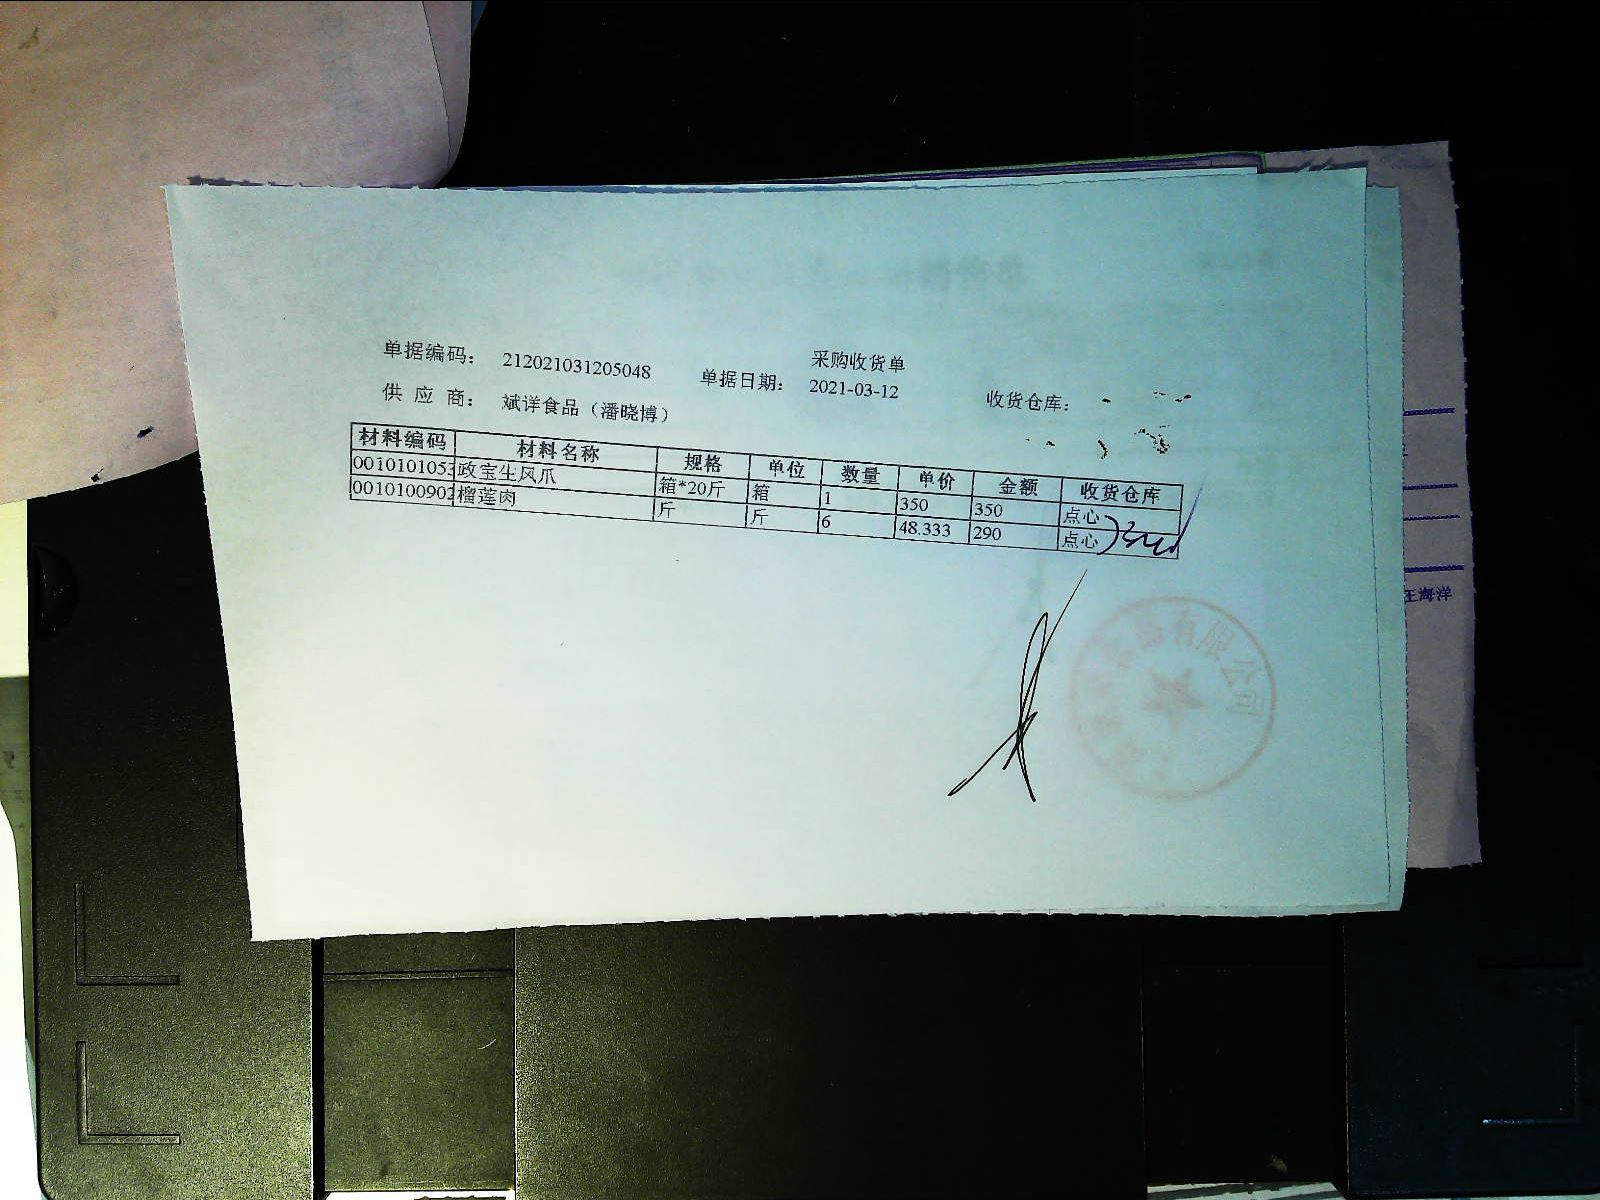 采购收货单
单据编码： 212021031205048 单据日期： 2021-03-12 收货仓库：
供 应 商： 斌详食品（潘晓博）
材料编码 材料名称 规格 单位 数量 单价 金额 收货仓库
0010101053 政宝生风爪 箱*20斤 箱 1 350 350 点心
0010100902 榴莲肉 斤 斤 6 48.333 290 点心
有限公司
王海洋